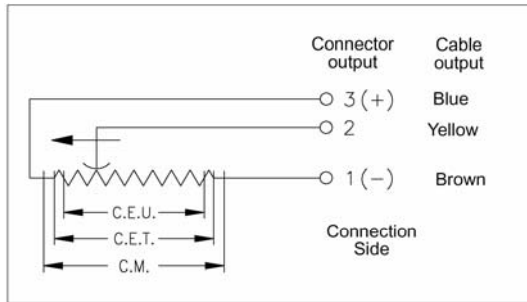 Connector output
Cable output
3 (+) Blue
2 Yellow
1 (-) Brown
C.E.U.
C.E.T.
C.M.
Connection Side